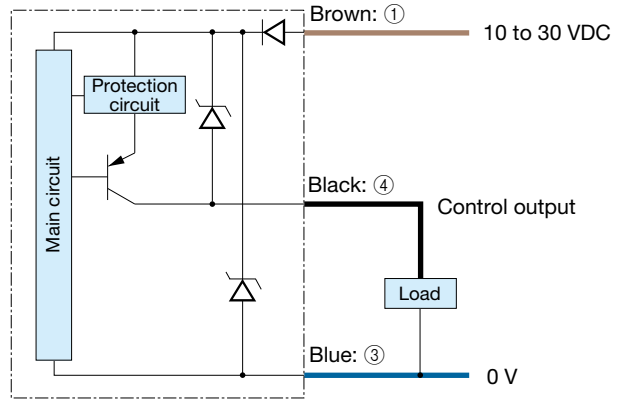 Brown: ①
10 to 30 VDC
Protection
circuit
Main circuit
Black: ④
Control output
Load
Blue: ③
0 V